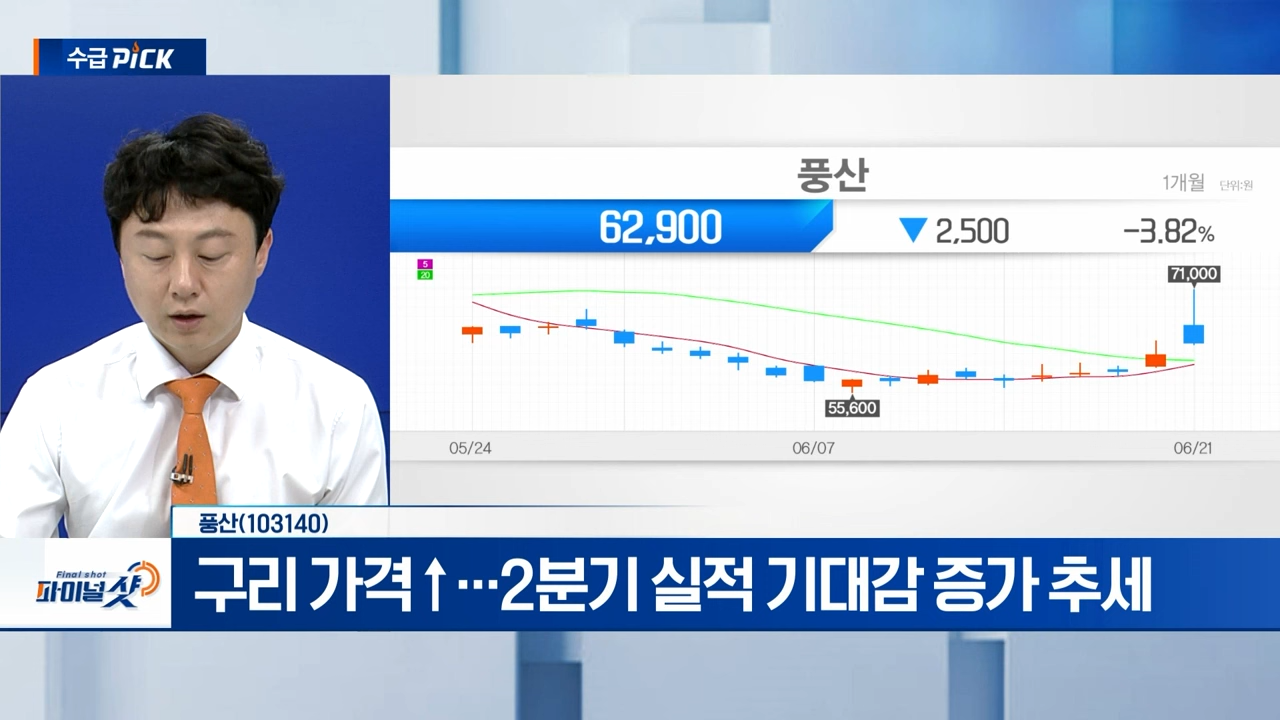 수급 PiCK
풍산
1개월 단위:원
62,900 ▼ 2,500 -3.82%
5
20
71,000
55,600
05/24 06/07 06/21
풍산(103140)
Final shot
파이널샷
구리 가격↑…2분기 실적 기대감 증가 추세